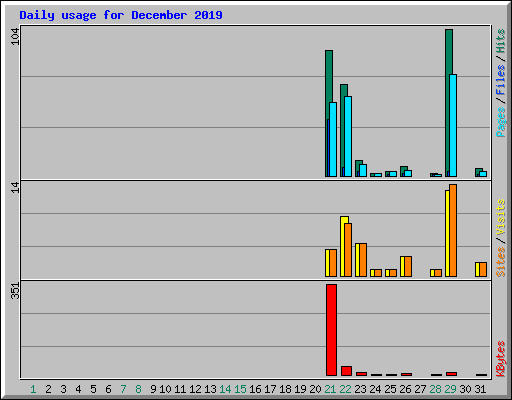 Daily usage for December 2019
104
Pages / Files / Hits
14
Sites / Visits
351
KBytes
1 2 3 4 5 6 7 8 9 10 11 12 13 14 15 16 17 18 19 20 21 22 23 24 25 26 27 28 29 30 31